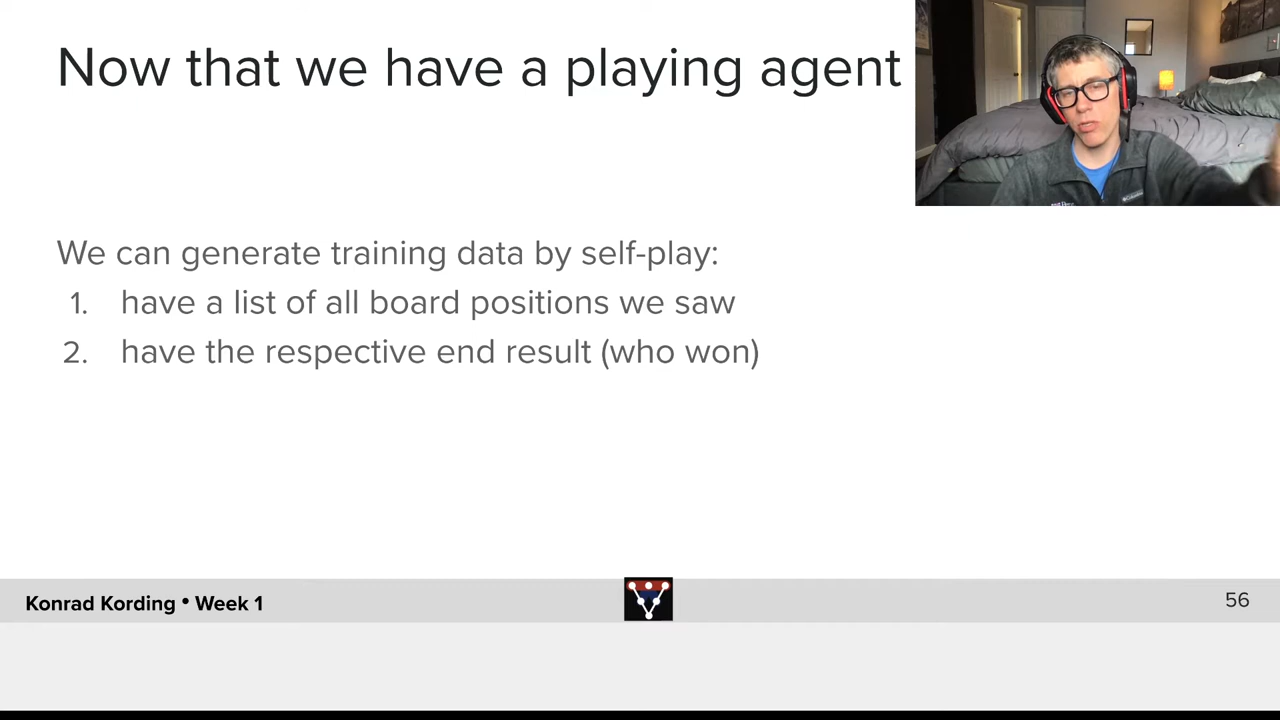 Now that we have a playing agent
We can generate training data by self-play:
1. have a list of all board positions we saw
2. have the respective end result (who won)
Konrad Kording • Week 1
56